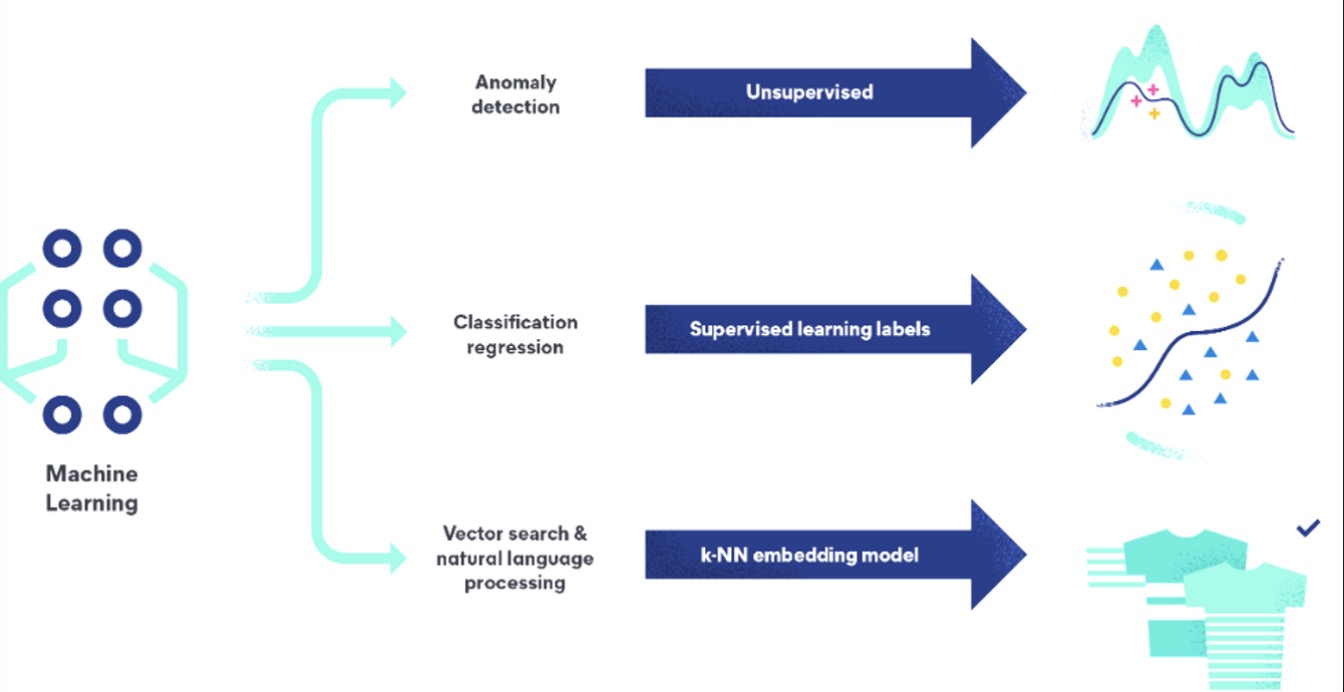 Machine
Learning
Anomaly
detection
Unsupervised
Classification
regression
Supervised learning labels
Vector search &
natural language
processing
k-NN embedding model